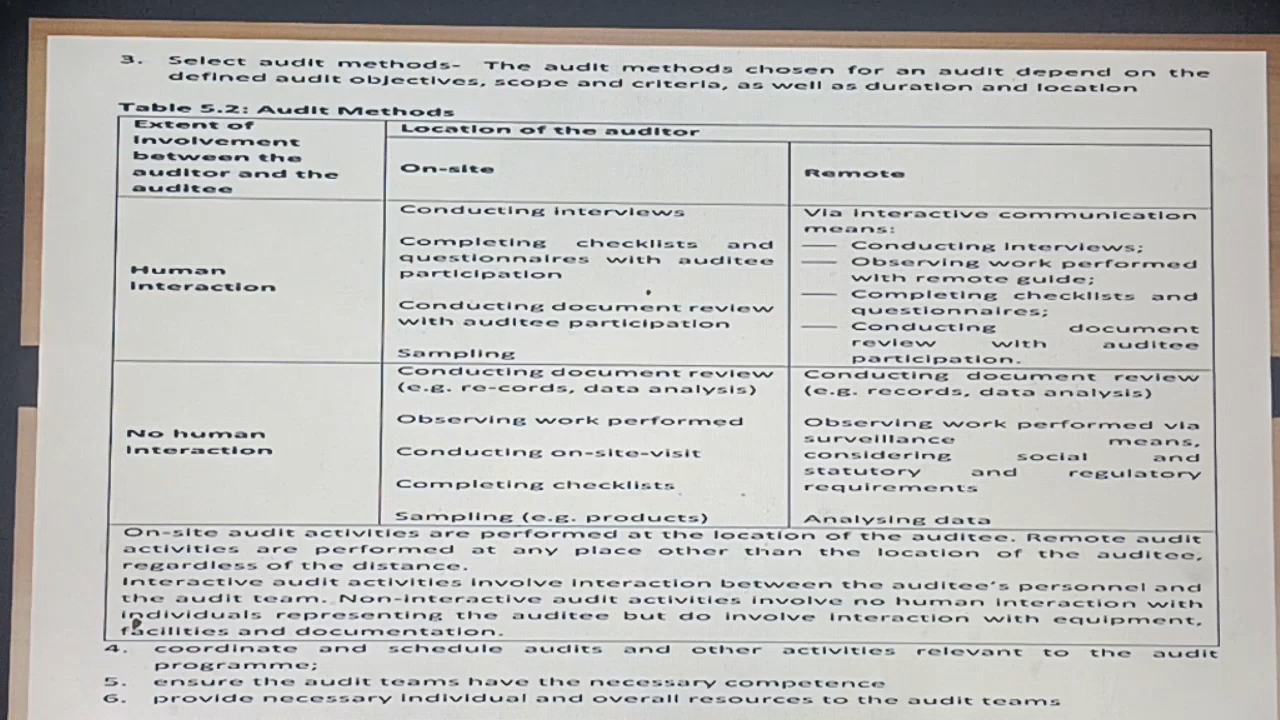 3. Select audit methods- The audit methods chosen for an audit depend on the
defined audit objectives, scope and criteria, as well as duration and location
Table 5.2: Audit Methods
Extent of
involvement
between the
auditor and the
auditee
Location of the auditor
On-site
Remote
Human
Interaction
Conducting interviews
Completing checklists and
questionnaires with auditee
participation
Conducting document review
with auditee participation
Sampling
Via interactive communication
means:
— Conducting interviews;
— Observing work performed
with remote guide;
— Completing checklists and
questionnaires;
— Conducting document
review with auditee
participation.
No human
Interaction
Conducting document review
(e.g. re-cords, data analysis)
Observing work performed
Conducting on-site-visit
Completing checklists
Sampling (e.g. products)
Conducting document review
(e.g. records, data analysis)
Observing work performed via
surveillance means,
considering social and
statutory and regulatory
requirements
Analysing data
On-site audit activities are performed at the location of the auditee. Remote audit
activities are performed at any place other than the location of the auditee,
regardless of the distance.
Interactive audit activities involve interaction between the auditee's personnel and
the audit team. Non-interactive audit activities involve no human interaction with
individuals representing the auditee but do involve interaction with equipment,
facilities and documentation.
4. coordinate and schedule audits and other activities relevant to the audit
programme;
5. ensure the audit teams have the necessary competence
6. provide necessary individual and overall resources to the audit teams